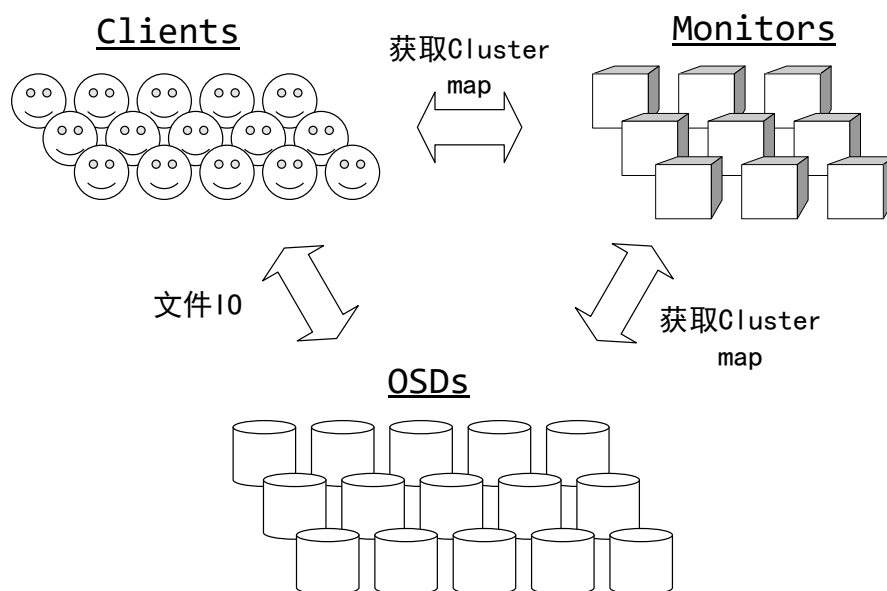 Clients
获取Cluster
map
Monitors
文件IO
获取Cluster
map
OSDs